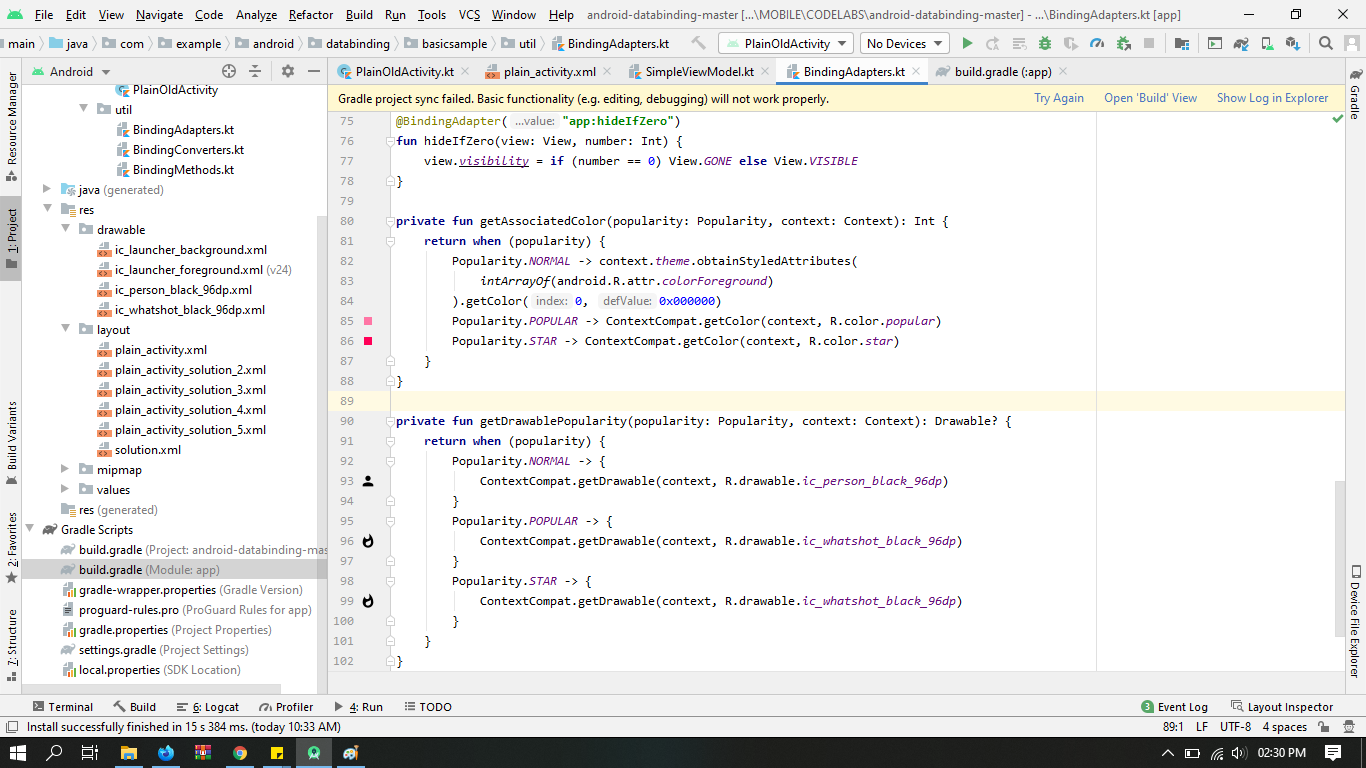 File Edit View Navigate Code Analyze Refactor Build Run Tools VCS Window Help android-databinding-master [...\MOBILE\CODELABS\android-databinding-master] - ...\BindingAdapters.kt [app]
main java com example android databinding basicsample util BindingAdapters.kt PlainOldActivity No Devices
Android
PlainOldActivity.kt plain_activity.xml SimpleViewModel.kt BindingAdapters.kt build.gradle (:app)
Gradle project sync failed. Basic functionality (e.g. editing, debugging) will not work properly. Try Again Open 'Build' View Show Log in Explorer
Resource Manager
1: Project
Build Variants
2: Favorites
7: Structure
PlainOldActivity
util
BindingAdapters.kt
BindingConverters.kt
BindingMethods.kt
java (generated)
res
drawable
ic_launcher_background.xml
ic_launcher_foreground.xml (v24)
ic_person_black_96dp.xml
ic_whatshot_black_96dp.xml
layout
plain_activity.xml
plain_activity_solution_2.xml
plain_activity_solution_3.xml
plain_activity_solution_4.xml
plain_activity_solution_5.xml
solution.xml
mipmap
values
res (generated)
Gradle Scripts
build.gradle (Project: android-databinding-mas
build.gradle (Module: app)
gradle-wrapper.properties (Gradle Version)
proguard-rules.pro (ProGuard Rules for app)
gradle.properties (Project Properties)
settings.gradle (Project Settings)
local.properties (SDK Location)
75 @BindingAdapter( ...value: "app:hideIfZero")
76 fun hideIfZero(view: View, number: Int) {
77 view.visibility = if (number == 0) View.GONE else View.VISIBLE
78 }
79
80 private fun getAssociatedColor(popularity: Popularity, context: Context): Int {
81 return when (popularity) {
82 Popularity.NORMAL -> context.theme.obtainStyledAttributes(
83 intArrayOf(android.R.attr.colorForeground)
84 ).getColor( index: 0, defValue: 0x000000)
85 Popularity.POPULAR -> ContextCompat.getColor(context, R.color.popular)
86 Popularity.STAR -> ContextCompat.getColor(context, R.color.star)
87 }
88 }
89
90 private fun getDrawablePopularity(popularity: Popularity, context: Context): Drawable? {
91 return when (popularity) {
92 Popularity.NORMAL -> {
93 ContextCompat.getDrawable(context, R.drawable.ic_person_black_96dp)
94 }
95 Popularity.POPULAR -> {
96 ContextCompat.getDrawable(context, R.drawable.ic_whatshot_black_96dp)
97 }
98 Popularity.STAR -> {
99 ContextCompat.getDrawable(context, R.drawable.ic_whatshot_black_96dp)
100 }
101 }
102 }
Gradle
Device File Explorer
Terminal Build 6: Logcat Profiler 4: Run TODO 3 Event Log Layout Inspector
Install successfully finished in 15 s 384 ms. (today 10:33 AM) 89:1 LF UTF-8 4 spaces
02:30 PM